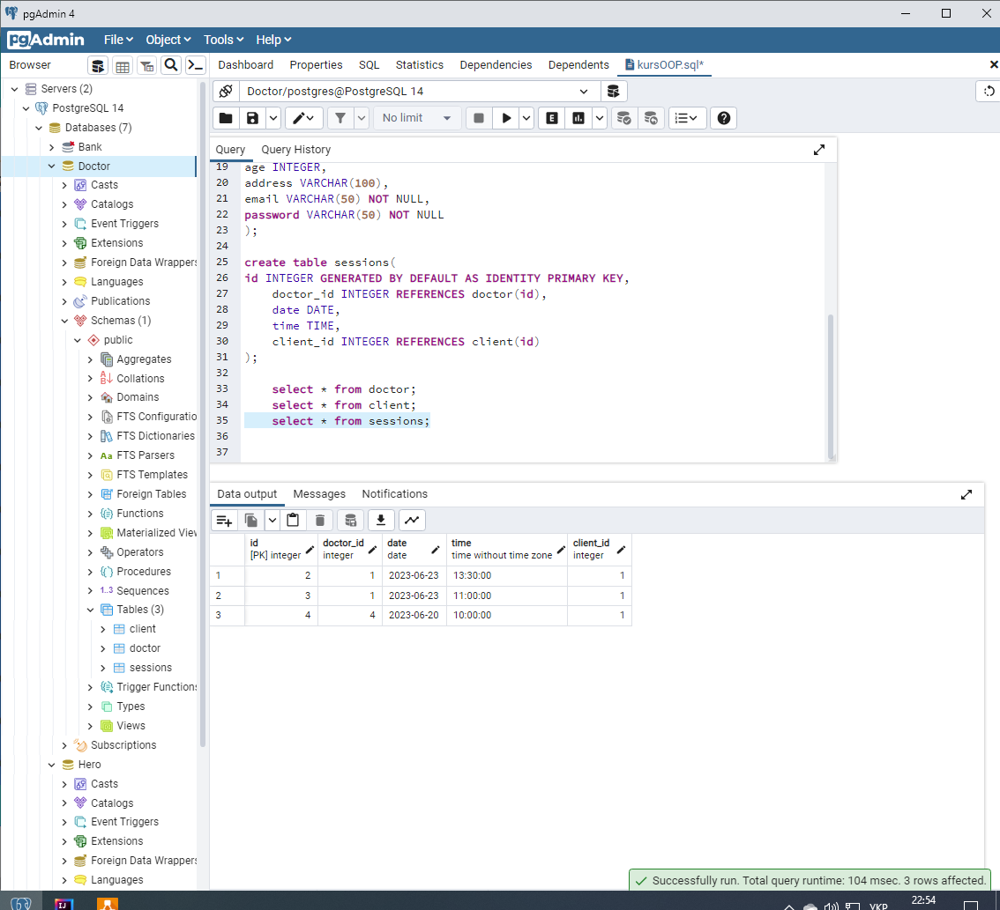 pgAdmin 4
pgAdmin File Object Tools Help
Browser
Dashboard Properties SQL Statistics Dependencies Dependents kursOOP.sql*
Servers (2)
PostgreSQL 14
Databases (7)
Bank
Doctor
Casts
Catalogs
Event Triggers
Extensions
Foreign Data Wrappers
Languages
Publications
Schemas (1)
public
Aggregates
Collations
Domains
FTS Configuratio
FTS Dictionaries
FTS Parsers
FTS Templates
Foreign Tables
Functions
Materialized View
Operators
Procedures
Sequences
Tables (3)
client
doctor
sessions
Trigger Functions
Types
Views
Subscriptions
Hero
Casts
Catalogs
Event Triggers
Extensions
Foreign Data Wrappers
Languages
Doctor/postgres@PostgreSQL 14
No limit
Query Query History
19 age INTEGER,
20 address VARCHAR(100),
21 email VARCHAR(50) NOT NULL,
22 password VARCHAR(50) NOT NULL
23 );
24
25 create table sessions(
26 id INTEGER GENERATED BY DEFAULT AS IDENTITY PRIMARY KEY,
27 doctor_id INTEGER REFERENCES doctor(id),
28 date DATE,
29 time TIME,
30 client_id INTEGER REFERENCES client(id)
31 );
32
33 select * from doctor;
34 select * from client;
35 select * from sessions;
36
37
Data output Messages Notifications
id doctor_id date time client_id
[PK] integer integer date time without time zone integer
1 2 1 2023-06-23 13:30:00 1
2 3 1 2023-06-23 11:00:00 1
3 4 4 2023-06-20 10:00:00 1
Successfully run. Total query runtime: 104 msec. 3 rows affected.
УКР 22:54